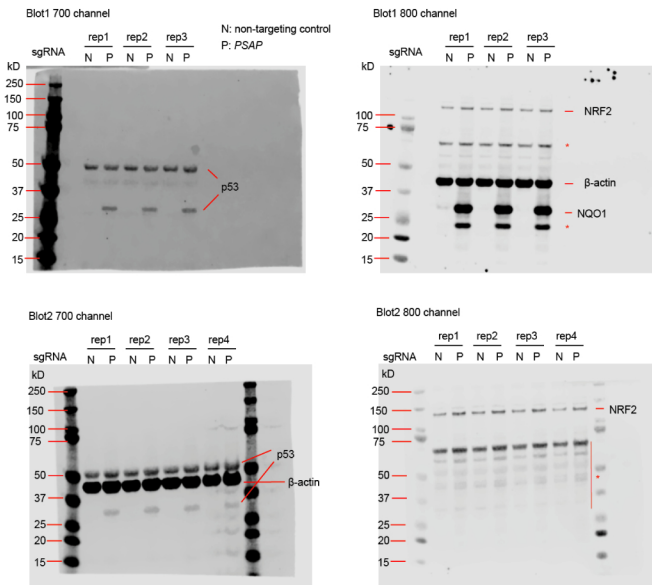 Blot1 700 channel
N: non-targeting control
P: PSAP
rep1 rep2 rep3
sgRNA
N P N P N P
kD
250
150
100
75
50
37
25
20
15
p53
Blot1 800 channel
rep1 rep2 rep3
sgRNA
N P N P N P
kD
100
75
50
37
25
20
15
NRF2
*
β-actin
NQO1
*
Blot2 700 channel
rep1 rep2 rep3 rep4
sgRNA N P N P N P N P
kD
250
150
100
75
50
37
25
20
15
p53
β-actin
Blot2 800 channel
rep1 rep2 rep3 rep4
sgRNA N P N P N P N P
kD
250
150
100
75
50
37
25
20
15
NRF2
*